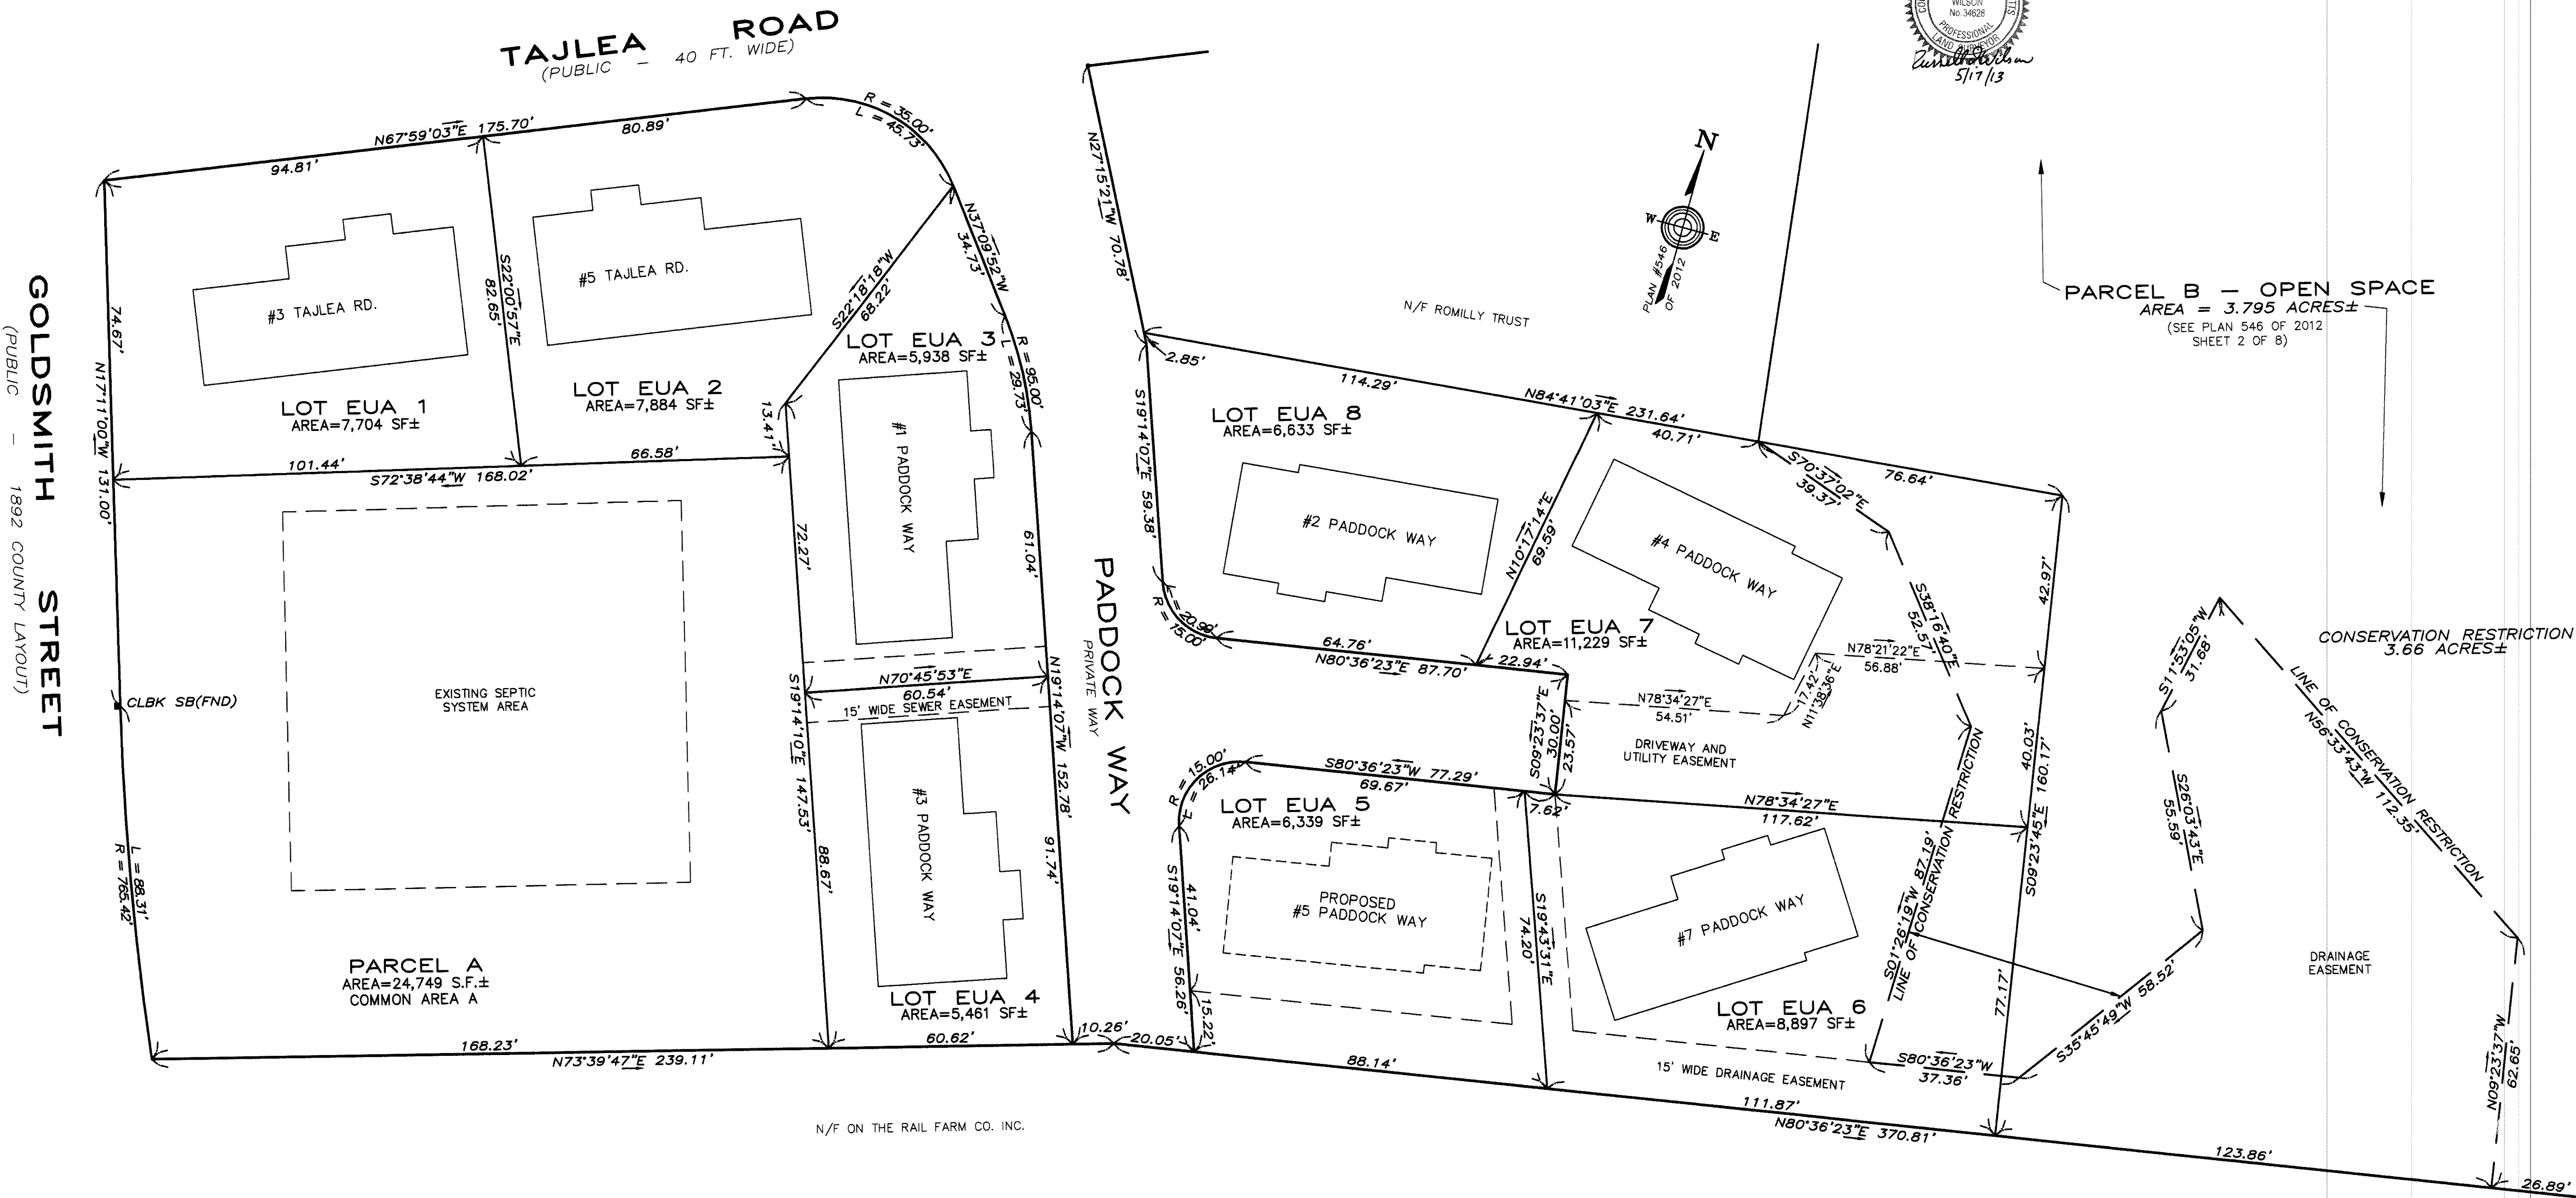 TAJLEA ROAD
(PUBLIC - 40 FT. WIDE)
WILSON
No.34628
PROFESSIONAL
LAND SURVEYOR
5/17/13
N67°59'03"E 175.70'
94.81'
80.89'
R = 35.00'
L = 45.73'
N37°09'52"W
34.73'
#3 TAJLEA RD.
#5 TAJLEA RD.
S22°00'57"E
82.65'
S22°18'18"W
68.22'
74.67'
N17°11'00"W 131.00'
GOLDSMITH STREET
(PUBLIC - 1892 COUNTY LAYOUT)
LOT EUA 1
AREA=7,704 SF±
LOT EUA 2
AREA=7,884 SF±
LOT EUA 3
AREA=5,938 SF±
R = 95.00'
L = 29.73'
13.41'
101.44'
66.58'
S72°38'44"W 168.02'
#1 PADDOCK WAY
72.27'
61.04'
EXISTING SEPTIC
SYSTEM AREA
CLBK SB(FND)
N70°45'53"E
60.54'
15' WIDE SEWER EASEMENT
S19°14'10"E 147.53'
N19°14'07"W 152.78'
88.67'
91.74'
#3 PADDOCK WAY
L = 88.31'
R = 765.42'
PARCEL A
AREA=24,749 S.F.±
COMMON AREA A
LOT EUA 4
AREA=5,461 SF±
168.23'
60.62'
10.26'
20.05'
N73°39'47"E 239.11'
N/F ON THE RAIL FARM CO. INC.
PADDOCK WAY
PRIVATE WAY
N27°15'21"W 70.78'
N/F ROMILLY TRUST
N
W
E
PLAN #546
OF 2012
PARCEL B - OPEN SPACE
AREA = 3.795 ACRES±
(SEE PLAN 546 OF 2012
SHEET 2 OF 8)
2.85'
114.29'
N84°41'03"E 231.64'
40.71'
76.64'
LOT EUA 8
AREA=6,633 SF±
S19°14'07"E 59.38'
#2 PADDOCK WAY
N10°17'14"E
69.59'
#4 PADDOCK WAY
S70°37'02"E
39.37'
S38°16'40"E
52.57'
42.97'
L = 20.99'
R = 15.00'
64.76'
N80°36'23"E 87.70'
22.94'
LOT EUA 7
AREA=11,229 SF±
N78°21'22"E
56.88'
17.42'
N11°38'36"E
N78°34'27"E
54.51'
S09°23'37"E
30.00'
23.57'
DRIVEWAY AND
UTILITY EASEMENT
40.03'
S09°23'45"E 160.17'
R = 15.00'
L = 26.14'
S80°36'23"W 77.29'
69.67'
7.62'
N78°34'27"E
117.62'
LOT EUA 5
AREA=6,339 SF±
PROPOSED
#5 PADDOCK WAY
41.04'
S19°14'07"E 56.26'
15.22'
S19°43'31"E
74.20'
#7 PADDOCK WAY
S01°26'19"W 87.19'
LINE OF CONSERVATION RESTRICTION
77.17'
LOT EUA 6
AREA=8,897 SF±
15' WIDE DRAINAGE EASEMENT
S80°36'23"W
37.36'
S35°45'49"W 58.52'
88.14'
111.87'
N80°36'23"E 370.81'
123.86'
26.89'
S11°53'05"W
31.68'
S26°03'43"E
55.59'
CONSERVATION RESTRICTION
3.66 ACRES±
LINE OF CONSERVATION RESTRICTION
N56°33'43"W 112.35'
DRAINAGE
EASEMENT
N09°23'37"W
62.65'